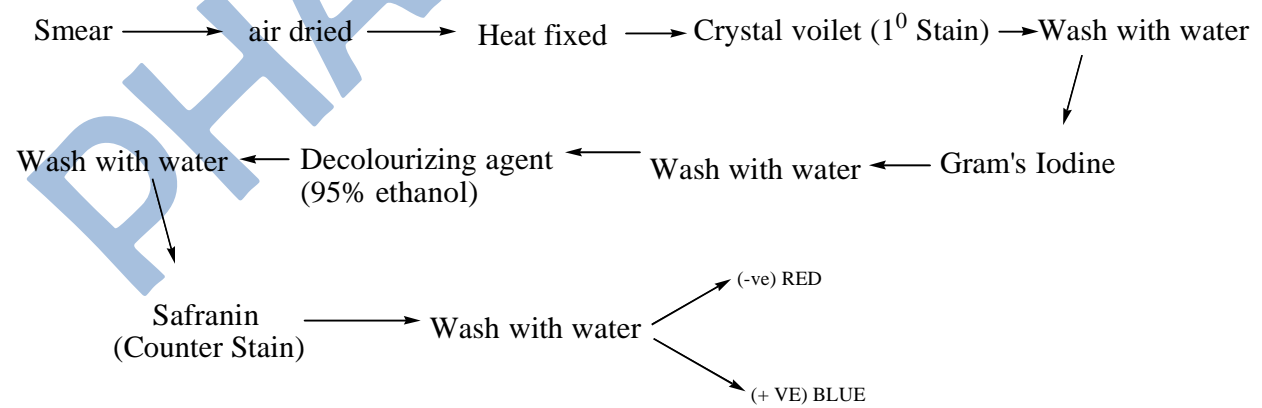 Smear air dried Heat fixed Crystal voilet (1⁰ Stain) Wash with water
Wash with water Decolourizing agent Wash with water Gram's Iodine
(95% ethanol)
(-ve) RED
Safranin Wash with water
(Counter Stain)
(+ VE) BLUE